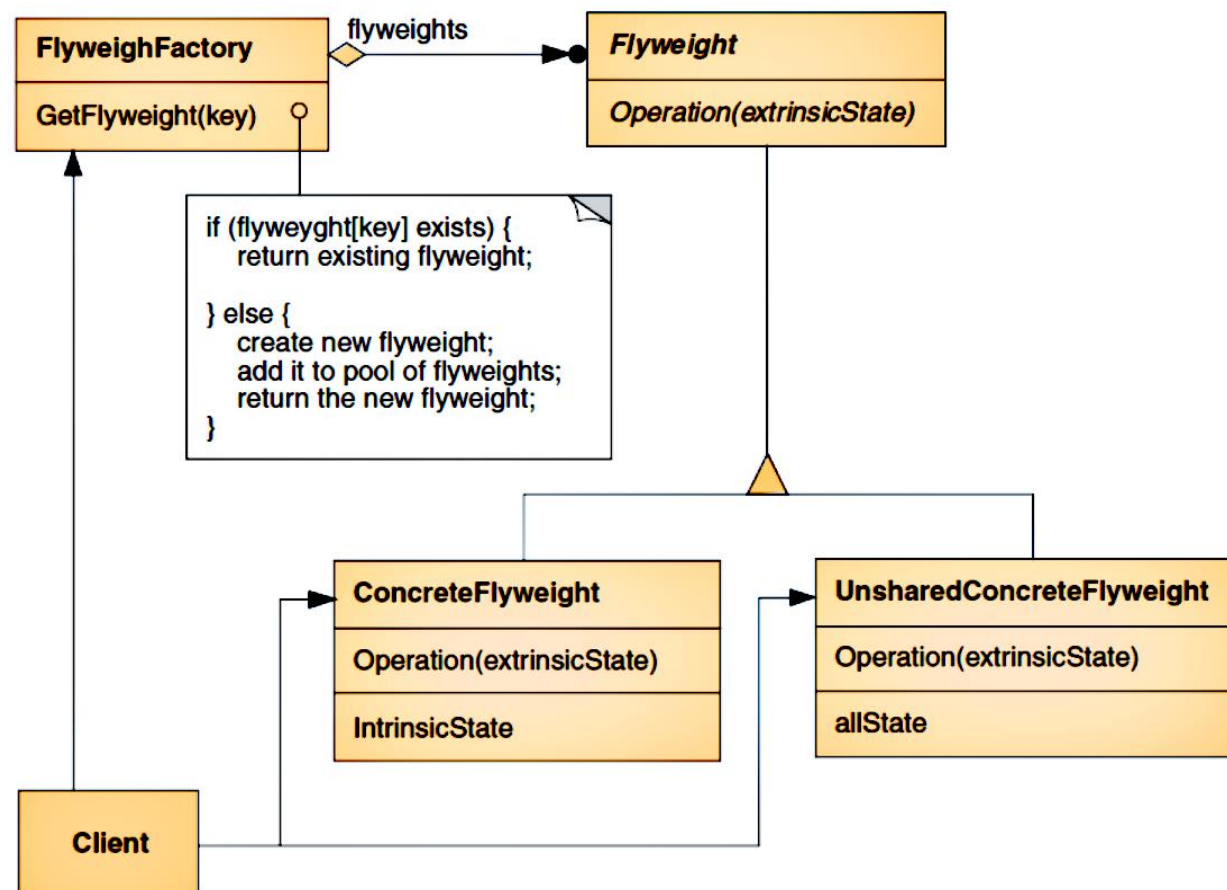 FlyweighFactory
GetFlyweight(key)
flyweights
Flyweight
Operation(extrinsicState)
if (flyweyght[key] exists) {
return existing flyweight;
} else {
create new flyweight;
add it to pool of flyweights;
return the new flyweight;
}
ConcreteFlyweight
Operation(extrinsicState)
IntrinsicState
UnsharedConcreteFlyweight
Operation(extrinsicState)
allState
Client